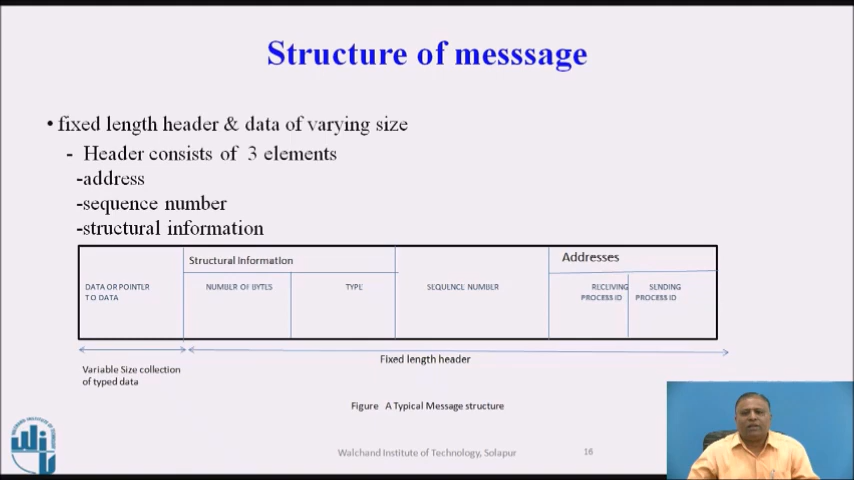 Structure of messsage
• fixed length header & data of varying size
- Header consists of 3 elements
-address
-sequence number
-structural information
Structural Information
Addresses
DATA OR POINTER
TO DATA
NUMBER OF BYTES
TYPE
SEQUENCE NUMBER
RECEIVING
PROCESS ID
SENDING
PROCESS ID
Fixed length header
Variable Size collection
of typed data
Figure A Typical Message structure
Walchand Institute of Technology, Solapur
16